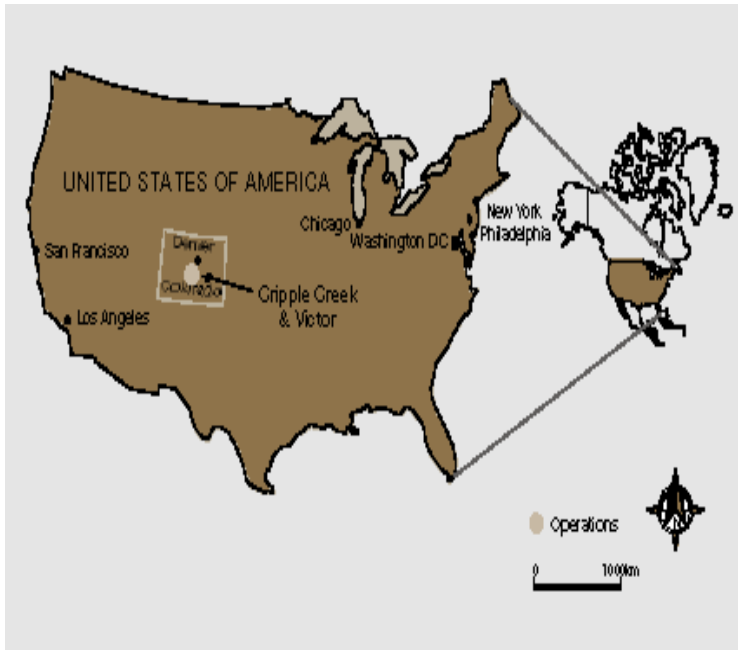 UNITED STATES OF AMERICA
New York
Philadelphia
Chicago
Washington DC
San Francisco
Denver
Colorado
Cripple Creek
& Victor
Los Angeles
Operations
0 1000km